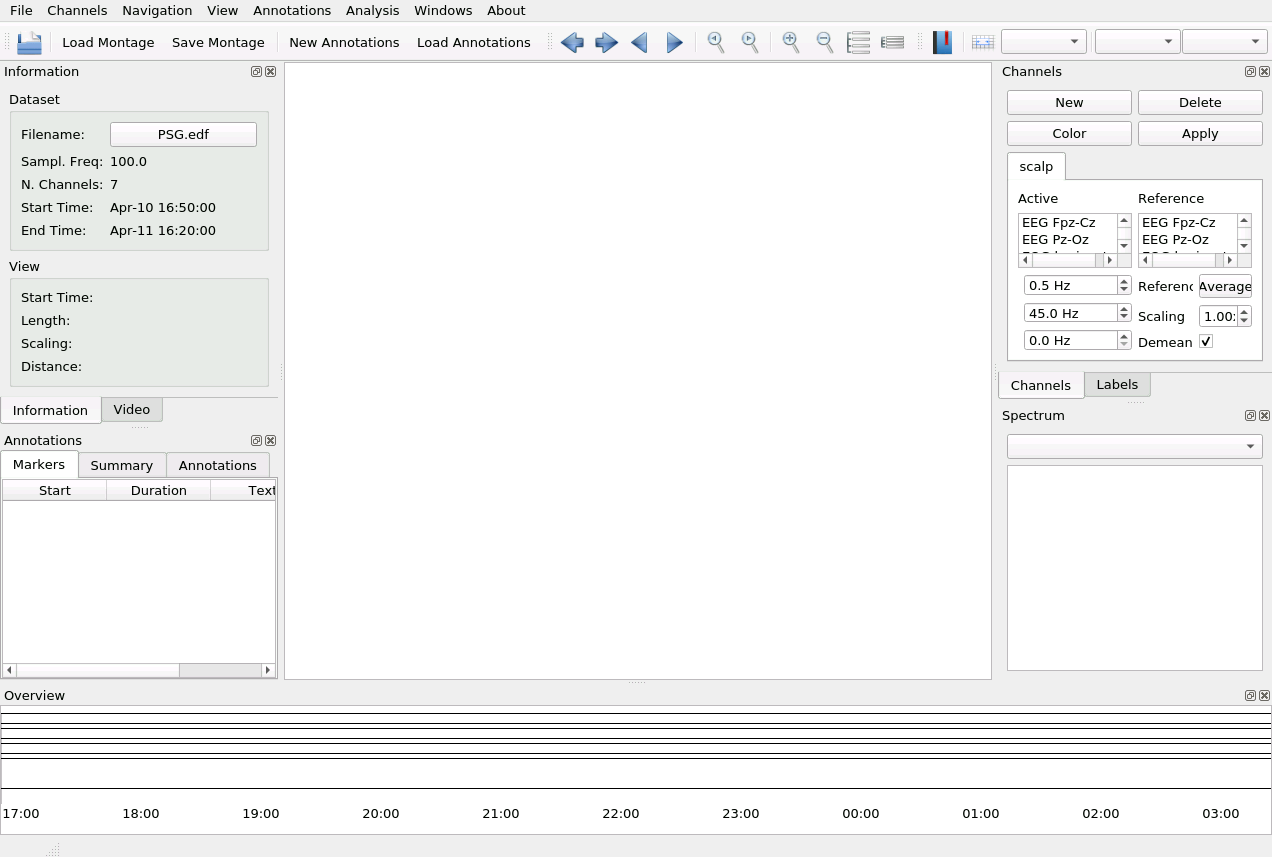 File Channels Navigation View Annotations Analysis Windows About
Load Montage Save Montage New Annotations Load Annotations
Information
Dataset
Filename: PSG.edf
Sampl. Freq: 100.0
N. Channels: 7
Start Time: Apr-10 16:50:00
End Time: Apr-11 16:20:00
View
Start Time:
Length:
Scaling:
Distance:
Information Video
Annotations
Markers Summary Annotations
Start Duration Text
Channels
New Delete
Color Apply
scalp
Active Reference
EEG Fpz-Cz EEG Fpz-Cz
EEG Pz-Oz EEG Pz-Oz
0.5 Hz Referenc Average
45.0 Hz Scaling 1.00
0.0 Hz Demean
Channels Labels
Spectrum
Overview
17:00 18:00 19:00 20:00 21:00 22:00 23:00 00:00 01:00 02:00 03:00